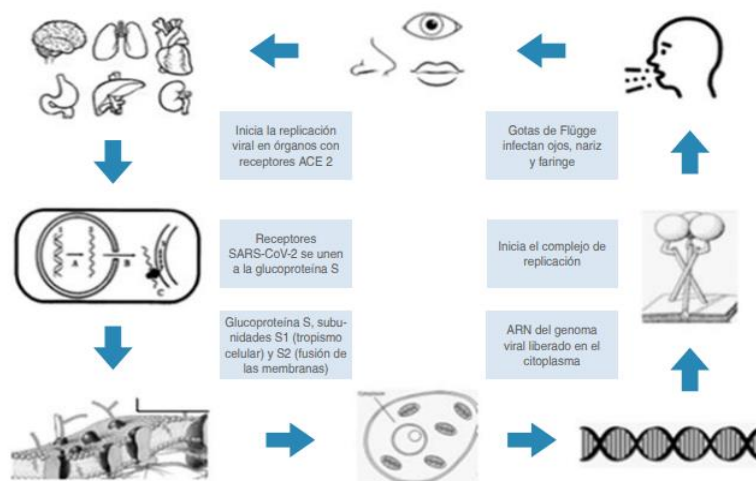 Inicia la replicación
viral en órganos con
receptores ACE 2
Gotas de Flügge
infectan ojos, nariz
y faringe
Receptores
SARS-CoV-2 se unen
a la glucoproteína S
Inicia el complejo de
replicación
Glucoproteína S, subu-
nidades S1 (tropismo
celular) y S2 (fusión de
las membranas)
ARN del genoma
viral liberado en el
citoplasma
1
2
A
B
C